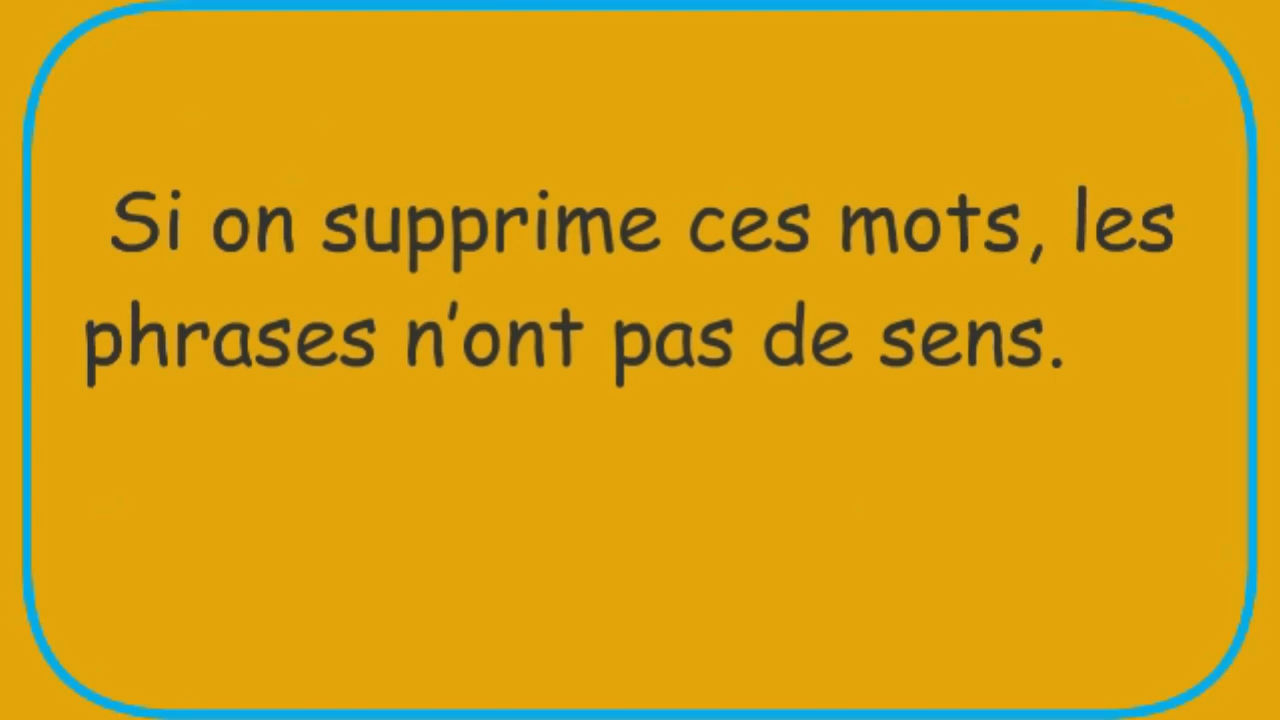 Si on supprime ces mots, les
phrases n'ont pas de sens.